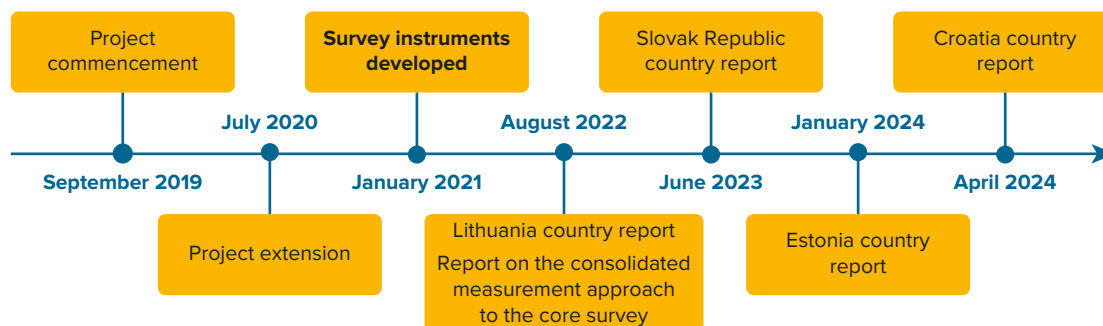 Project
commencement
Survey instruments
developed
Slovak Republic
country report
Croatia country
report
July 2020
August 2022
January 2024
September 2019
January 2021
June 2023
April 2024
Project extension
Lithuania country report
Report on the consolidated
measurement approach
to the core survey
Estonia country
report